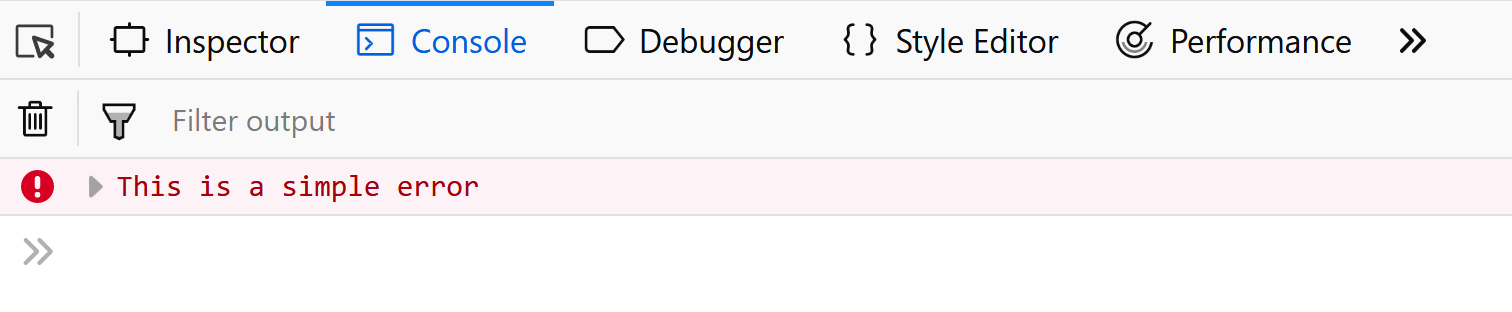 Inspector Console Debugger Style Editor Performance
Filter output
This is a simple error